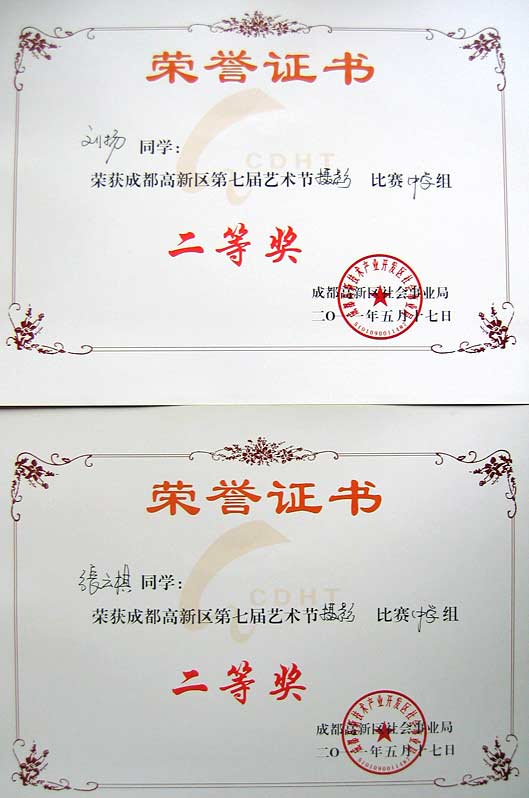 荣誉证书
刘扬 同学：
CDHT
荣获成都高新区第七届艺术节摄影 比赛中学组
二等奖
成都高新区社会事业局
二〇一一年五月十七日
荣誉证书
張云棋 同学：
CDHT
荣获成都高新区第七届艺术节摄影 比赛中学组
二等奖
成都高新区社会事业局
二〇一一年五月十七日